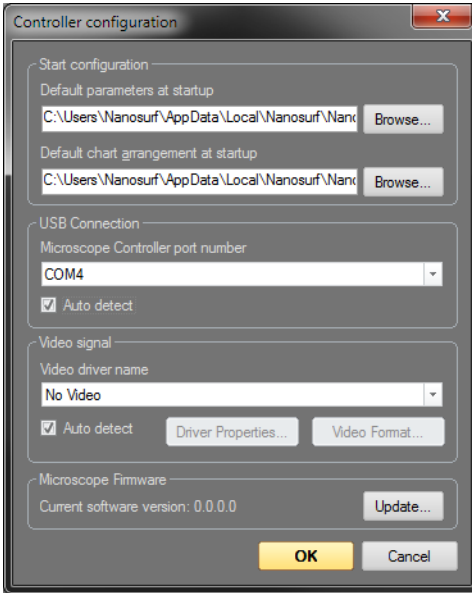 Controller configuration
Start configuration
Default parameters at startup
C:\Users\Nanosurf\AppData\Local\Nanosurf\Nano Browse...
Default chart arrangement at startup
C:\Users\Nanosurf\AppData\Local\Nanosurf\Nano Browse...
USB Connection
Microscope Controller port number
COM4
Auto detect
Video signal
Video driver name
No Video
Auto detect Driver Properties... Video Format...
Microscope Firmware
Current software version: 0.0.0.0 Update...
OK Cancel